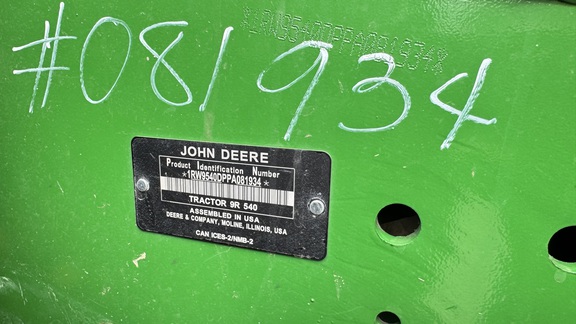 *1RW9540DPPA081934*
#081934
JOHN DEERE
Product Identification Number
*1RW9540DPPA081934*
TRACTOR 9R 540
ASSEMBLED IN USA
DEERE & COMPANY, MOLINE, ILLINOIS, USA
CAN ICES-2/NMB-2